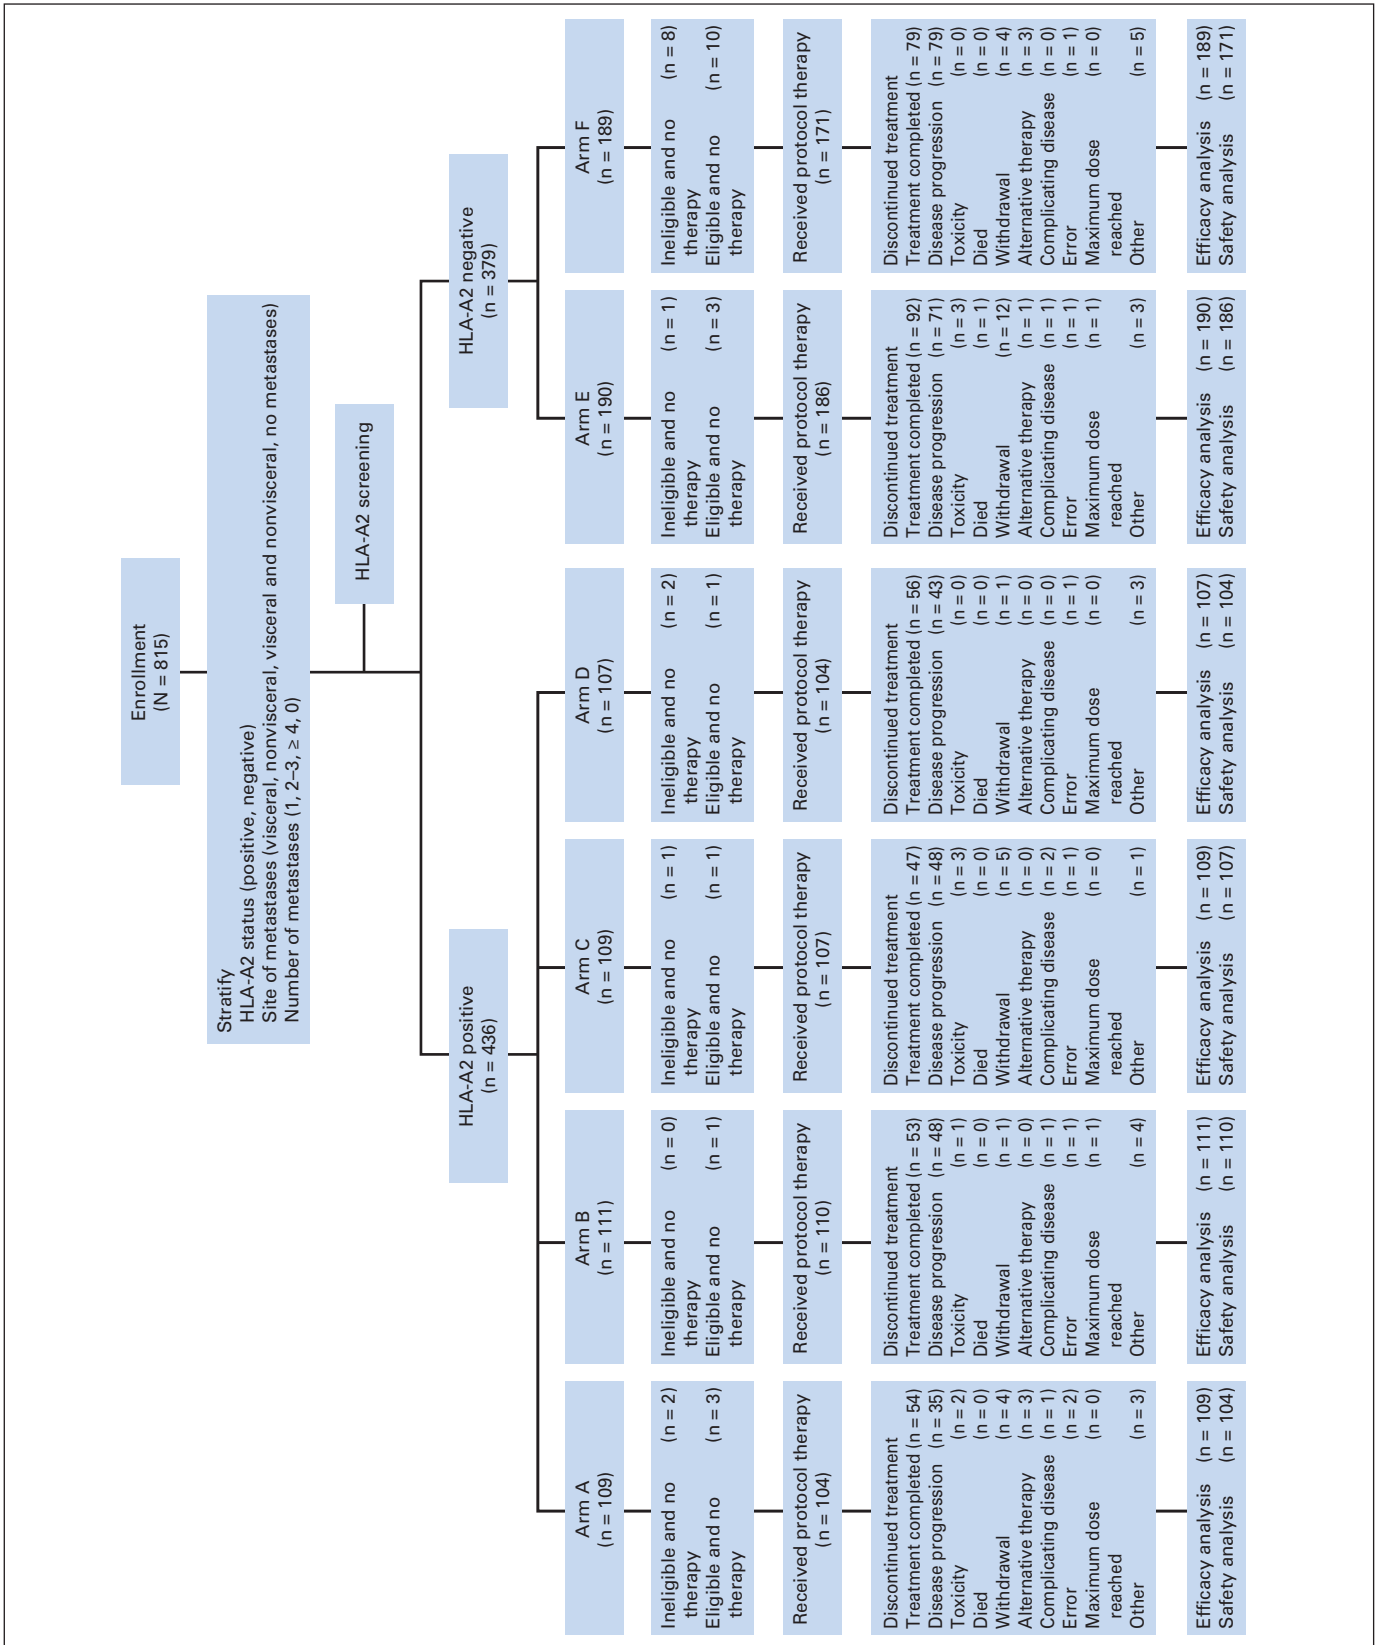 Enrollment
(N = 815)
Stratify
HLA-A2 status (positive, negative)
Site of metastases (visceral, nonvisceral, visceral and nonvisceral, no metastases)
Number of metastases (1, 2–3, ≥ 4, 0)
HLA-A2 screening
HLA-A2 positive
(n = 436)
HLA-A2 negative
(n = 379)
Arm A
(n = 109)
Ineligible and no (n = 2)
therapy
Eligible and no (n = 3)
therapy
Received protocol therapy
(n = 104)
Discontinued treatment
Treatment completed (n = 54)
Disease progression (n = 35)
Toxicity (n = 2)
Died (n = 0)
Withdrawal (n = 4)
Alternative therapy (n = 3)
Complicating disease (n = 1)
Error (n = 2)
Maximum dose (n = 0)
reached
Other (n = 3)
Efficacy analysis (n = 109)
Safety analysis (n = 104)
Arm B
(n = 111)
Ineligible and no (n = 0)
therapy
Eligible and no (n = 1)
therapy
Received protocol therapy
(n = 110)
Discontinued treatment
Treatment completed (n = 53)
Disease progression (n = 48)
Toxicity (n = 1)
Died (n = 0)
Withdrawal (n = 1)
Alternative therapy (n = 0)
Complicating disease (n = 1)
Error (n = 1)
Maximum dose (n = 1)
reached
Other (n = 4)
Efficacy analysis (n = 111)
Safety analysis (n = 110)
Arm C
(n = 109)
Ineligible and no (n = 1)
therapy
Eligible and no (n = 1)
therapy
Received protocol therapy
(n = 107)
Discontinued treatment
Treatment completed (n = 47)
Disease progression (n = 48)
Toxicity (n = 3)
Died (n = 0)
Withdrawal (n = 5)
Alternative therapy (n = 0)
Complicating disease (n = 2)
Error (n = 1)
Maximum dose (n = 0)
reached
Other (n = 1)
Efficacy analysis (n = 109)
Safety analysis (n = 107)
Arm D
(n = 107)
Ineligible and no (n = 2)
therapy
Eligible and no (n = 1)
therapy
Received protocol therapy
(n = 104)
Discontinued treatment
Treatment completed (n = 56)
Disease progression (n = 43)
Toxicity (n = 0)
Died (n = 0)
Withdrawal (n = 1)
Alternative therapy (n = 0)
Complicating disease (n = 0)
Error (n = 1)
Maximum dose (n = 0)
reached
Other (n = 3)
Efficacy analysis (n = 107)
Safety analysis (n = 104)
Arm E
(n = 190)
Ineligible and no (n = 1)
therapy
Eligible and no (n = 3)
therapy
Received protocol therapy
(n = 186)
Discontinued treatment
Treatment completed (n = 92)
Disease progression (n = 71)
Toxicity (n = 3)
Died (n = 1)
Withdrawal (n = 12)
Alternative therapy (n = 1)
Complicating disease (n = 1)
Error (n = 1)
Maximum dose (n = 1)
reached
Other (n = 3)
Efficacy analysis (n = 190)
Safety analysis (n = 186)
Arm F
(n = 189)
Ineligible and no (n = 8)
therapy
Eligible and no (n = 10)
therapy
Received protocol therapy
(n = 171)
Discontinued treatment
Treatment completed (n = 79)
Disease progression (n = 79)
Toxicity (n = 0)
Died (n = 0)
Withdrawal (n = 4)
Alternative therapy (n = 3)
Complicating disease (n = 0)
Error (n = 1)
Maximum dose (n = 0)
reached
Other (n = 5)
Efficacy analysis (n = 189)
Safety analysis (n = 171)